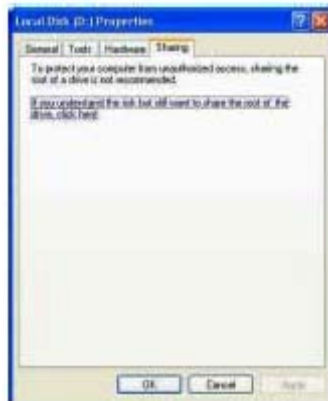 Local Disk (D:) Properties
General Tools Hardware Sharing
To protect your computer from unauthorized access, sharing the
root of a drive is not recommended.
If you understand the risk but still want to share the root of the
drive, click here.
OK Cancel Apply